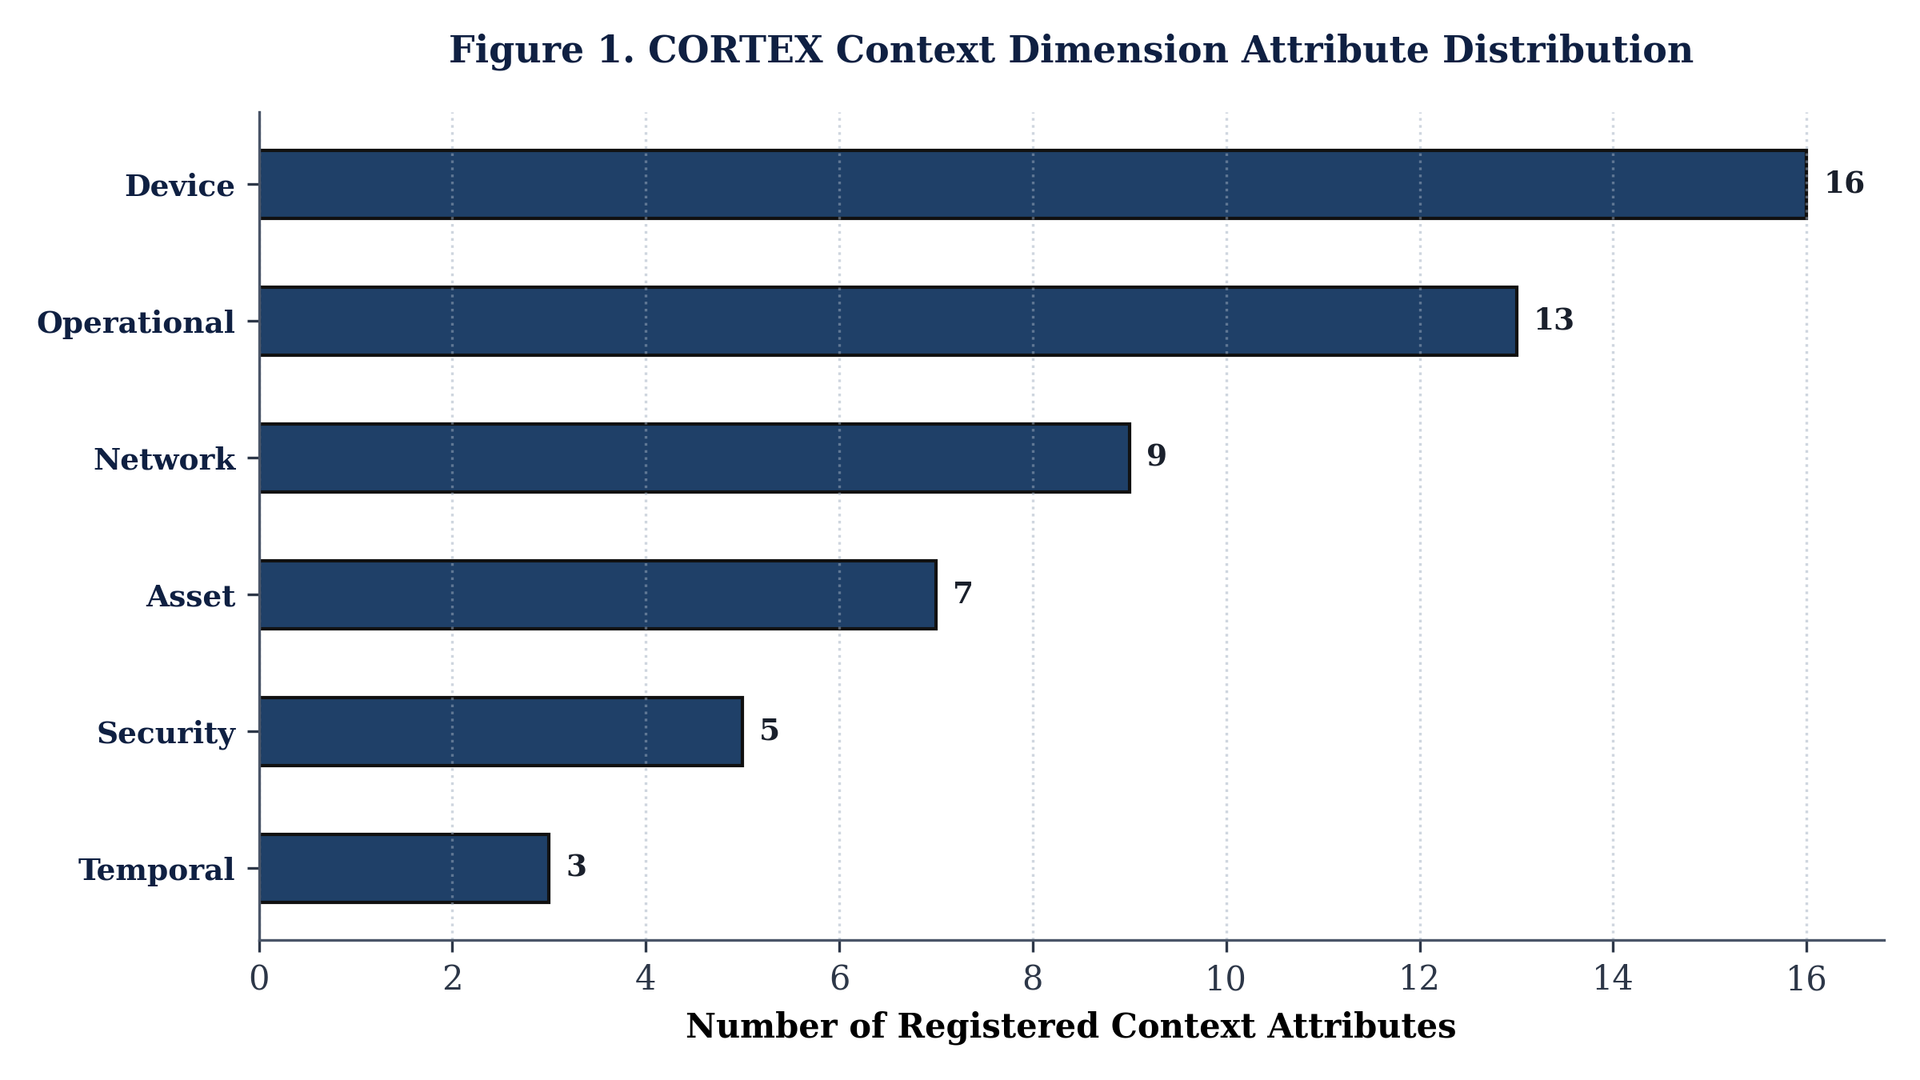 Figure 1. CORTEX Context Dimension Attribute Distribution
Device 16
Operational 13
Network 9
Asset 7
Security 5
Temporal 3
0 2 4 6 8 10 12 14 16
Number of Registered Context Attributes